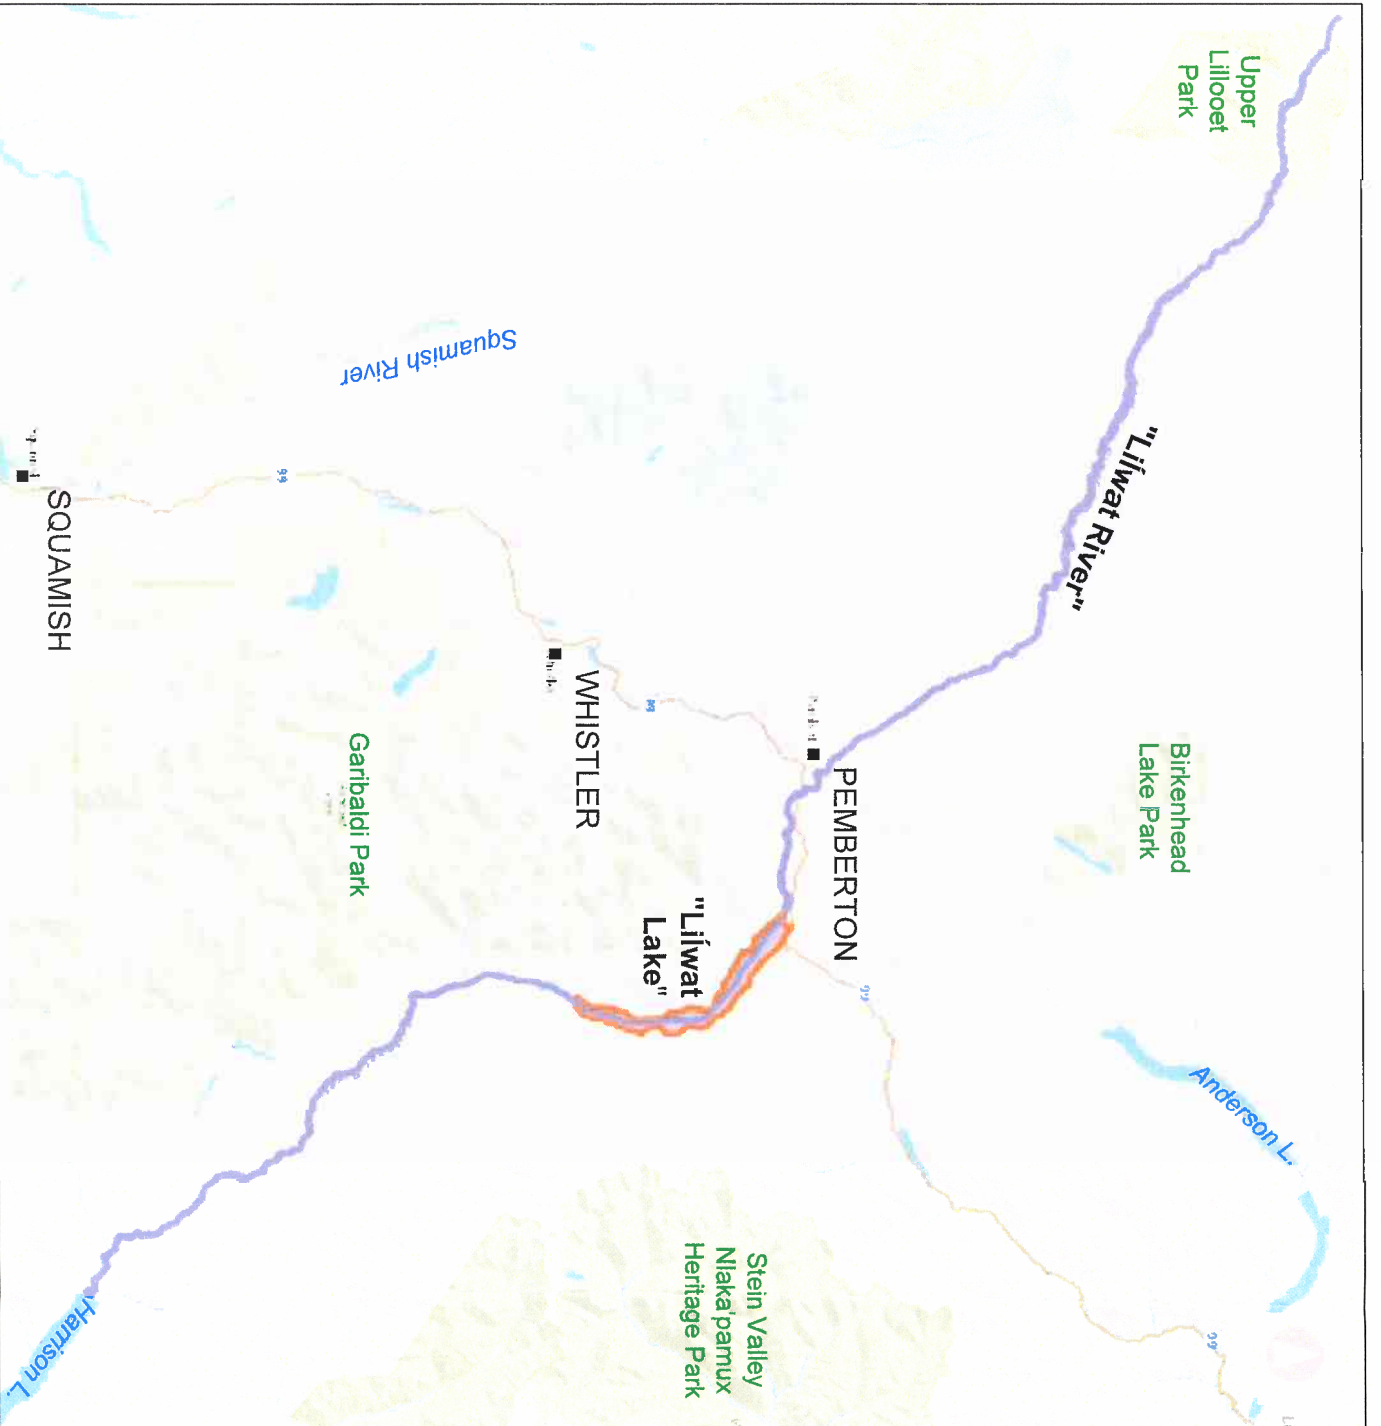 Upper
Lillooet
Park
"Lil̓wat River"
Birkenhead
Lake Park
Anderson L.
Squamish River
PEMBERTON
99
99
99
99
WHISTLER
"Lil̓wat
Lake"
SQUAMISH
Garibaldi Park
Stein Valley
Nlaka'pamux
Heritage Park
Harrison L.